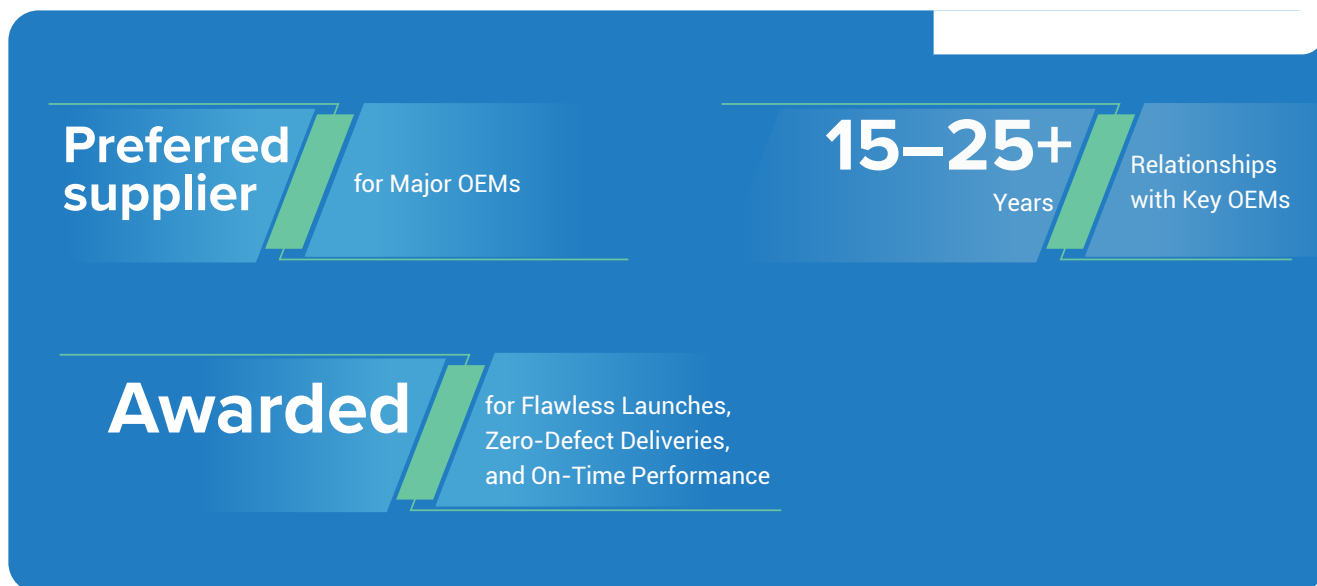 Preferred
supplier
for Major OEMs
15–25+
Years
Relationships
with Key OEMs
Awarded
for Flawless Launches,
Zero-Defect Deliveries,
and On-Time Performance